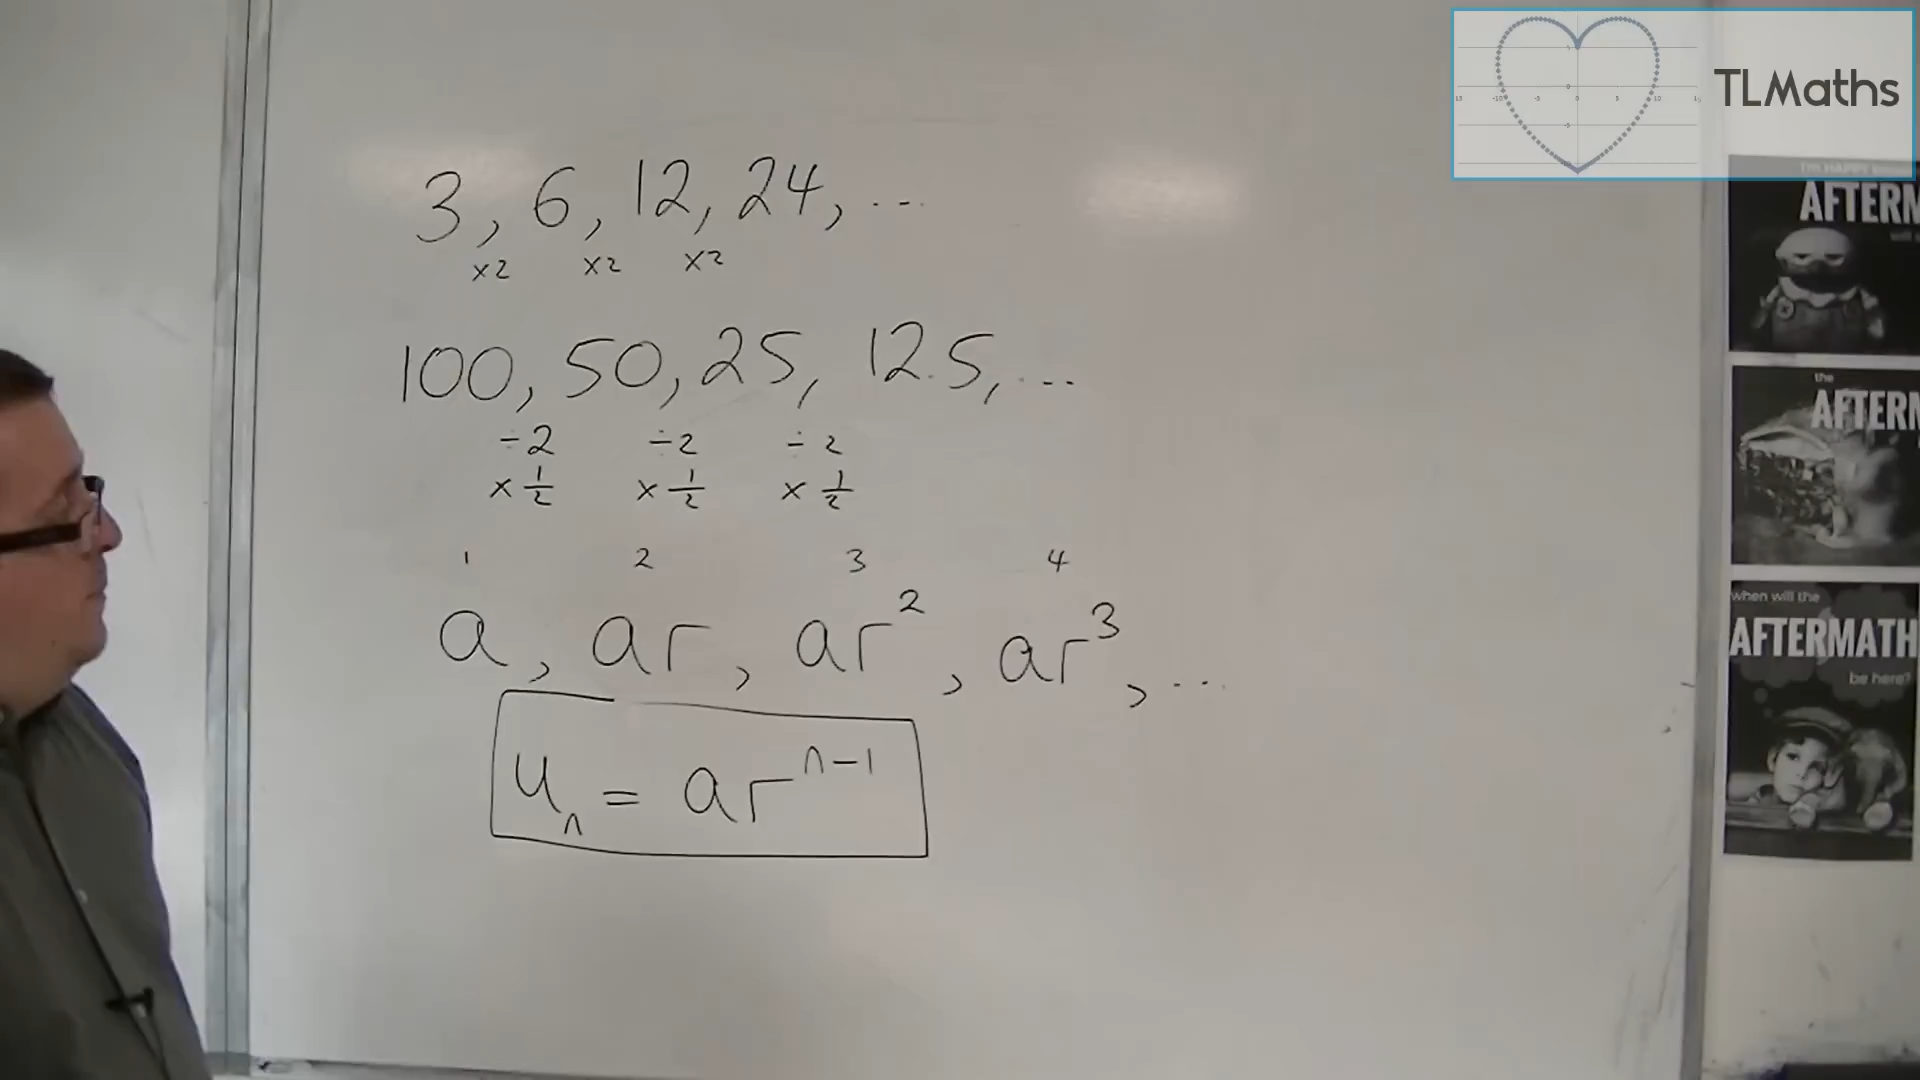 3, 6, 12, 24, ...
×2 ×2 ×2
100, 50, 25, 12.5, ...
÷2 ÷2 ÷2
×1/2 ×1/2 ×1/2
1 2 3 4
a, ar, ar², ar³, ...
uₙ = arⁿ⁻¹
TLMaths
AFTERM
the
AFTERM
when will the
AFTERMATH
be here?